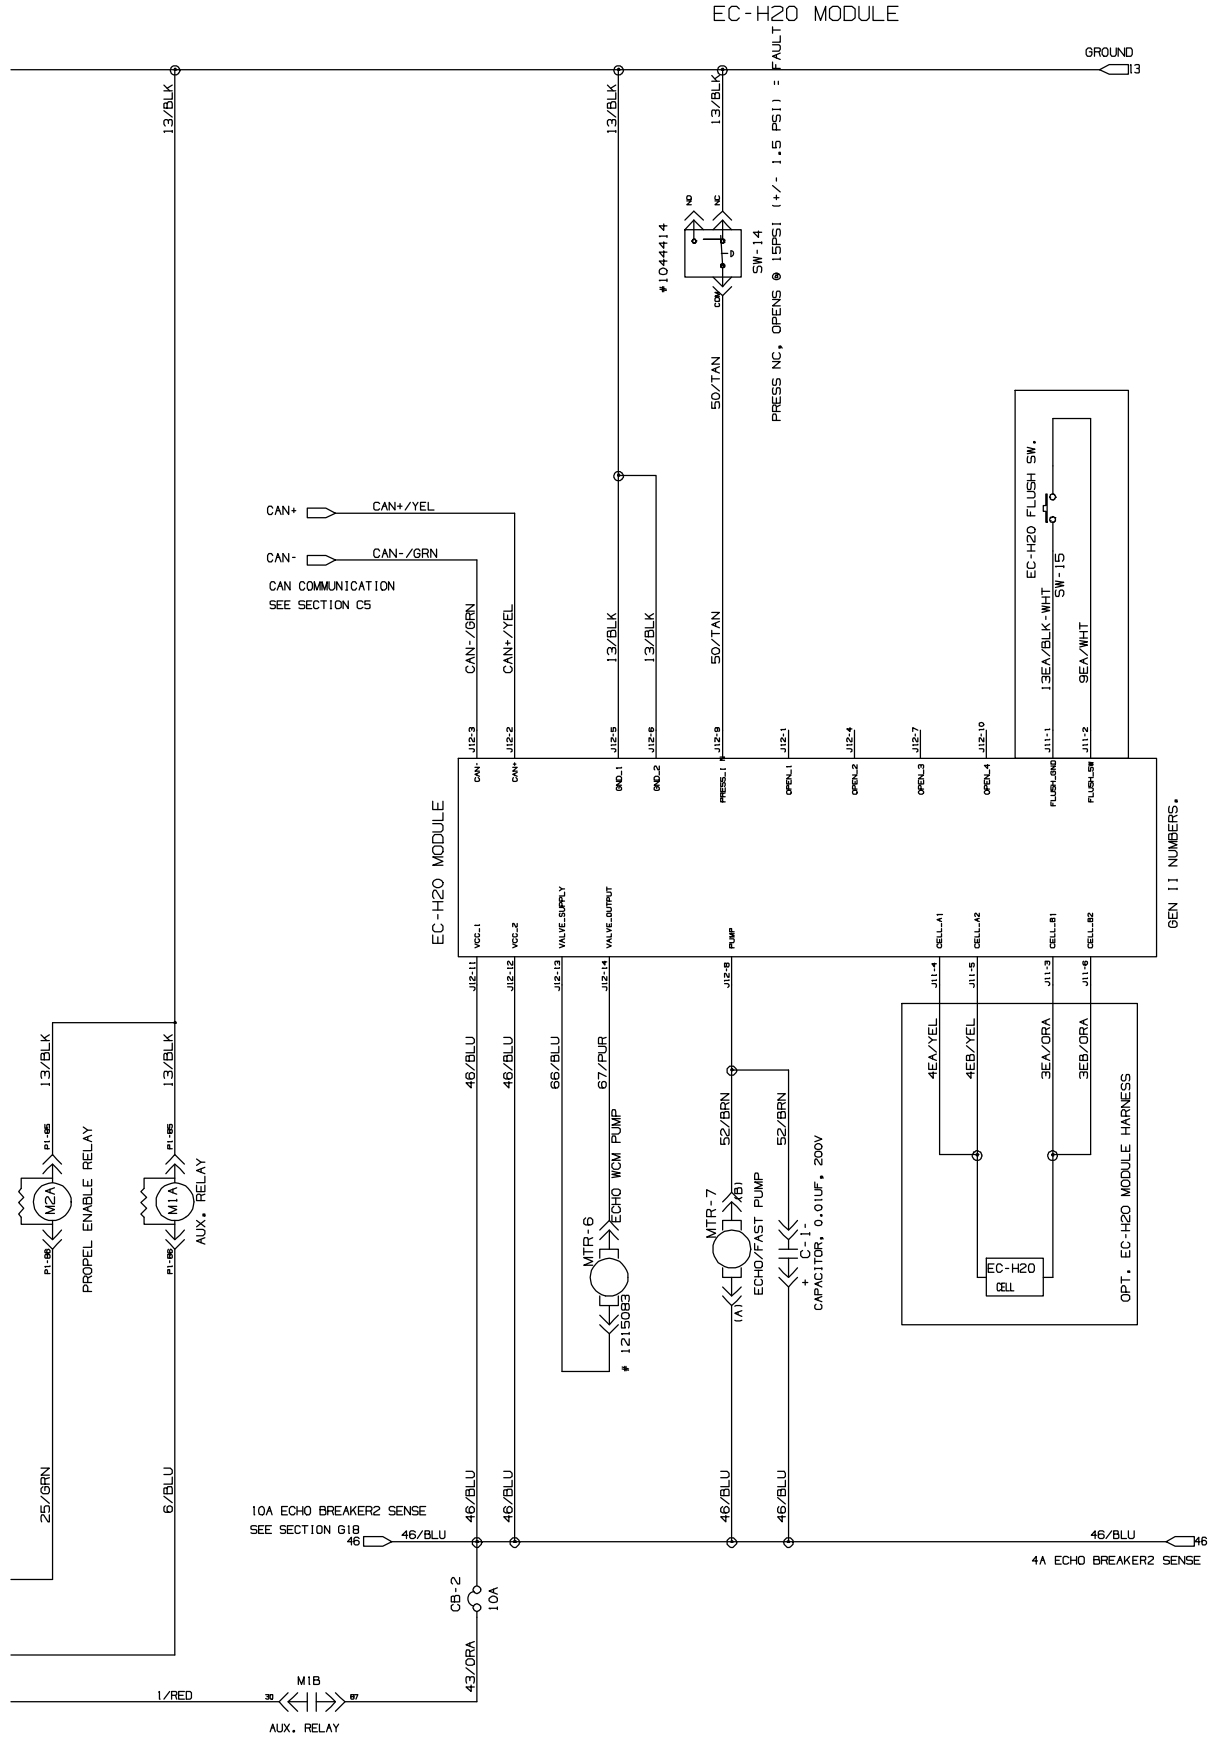 EC-H2O MODULE
GROUND
13
13/BLK
13/BLK
13/BLK
PRESS NC, OPENS @ 15PSI (+/- 1.5 PSI) = FAULT
NO
NC
#1044414
SW-14
COM
50/TAN
CAN+
CAN+/YEL
CAN-
CAN-/GRN
CAN COMMUNICATION
SEE SECTION C5
EC-H2O FLUSH SW.
SW-15
CAN-/GRN
CAN+/YEL
13/BLK
13/BLK
50/TAN
13EA/BLK-WHT
9EA/WHT
J12-3
J12-2
J12-5
J12-6
J12-9
J12-1
J12-4
J12-7
J12-10
J11-1
J11-2
CAN-
CAN+
GND_1
GND_2
PRESS_IN
OPEN_1
OPEN_2
OPEN_3
OPEN_4
FLUSH_GND
FLUSH_SW
EC-H2O MODULE
GEN II NUMBERS.
VCC_1
VCC_2
VALVE_SUPPLY
VALVE_OUTPUT
PUMP
CELL_A1
CELL_A2
CELL_B1
CELL_B2
J12-11
J12-12
J12-13
J12-14
J12-8
J11-4
J11-5
J11-3
J11-6
13/BLK
13/BLK
46/BLU
46/BLU
66/BLU
67/PUR
52/BRN
52/BRN
4EA/YEL
4EB/YEL
3EA/ORA
3EB/ORA
P1-85
P1-85
M2A
M1A
P1-86
P1-86
PROPEL ENABLE RELAY
AUX. RELAY
MTR-6
ECHO WCM PUMP
# 1215083
MTR-7
(B)
(A)
ECHO/FAST PUMP
C-1
-
+
CAPACITOR, 0.01UF, 200V
EC-H2O
CELL
OPT. EC-H2O MODULE HARNESS
25/GRN
6/BLU
46/BLU
46/BLU
46/BLU
46/BLU
10A ECHO BREAKER2 SENSE
SEE SECTION G18
46
46/BLU
46/BLU
46
4A ECHO BREAKER2 SENSE
CB-2
10A
43/ORA
1/RED
30
M1B
87
AUX. RELAY